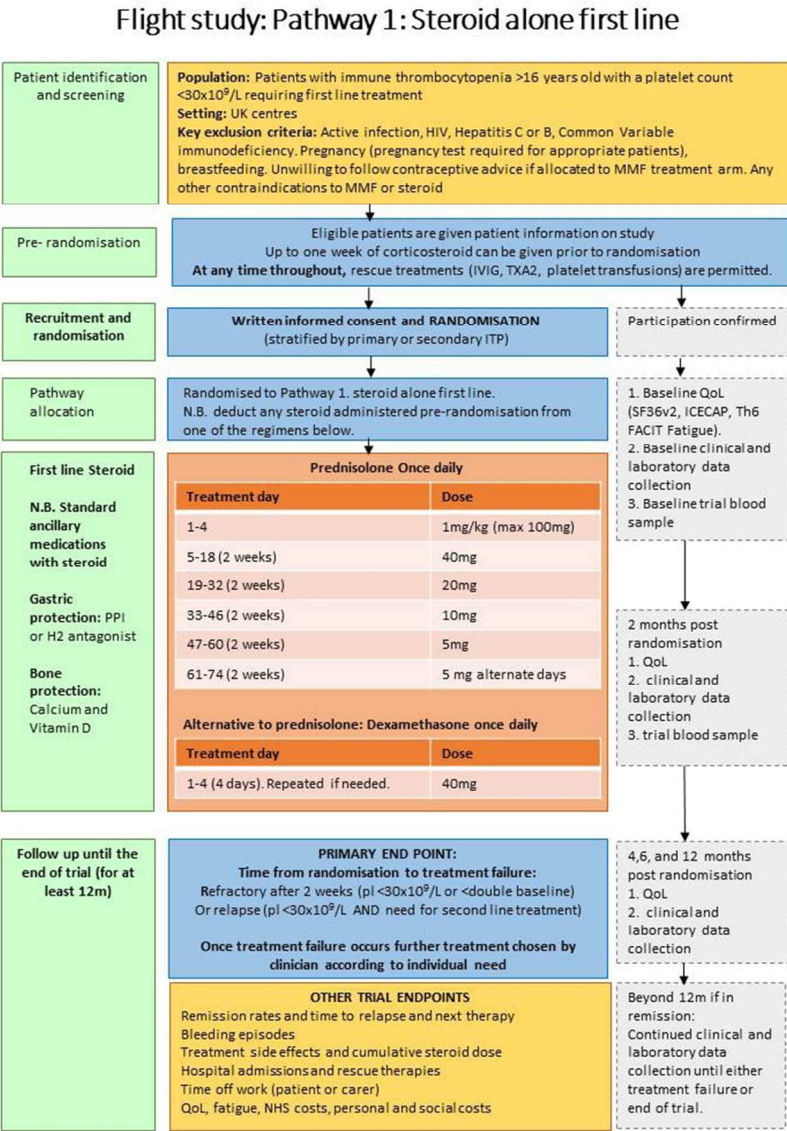 Flight study: Pathway 1: Steroid alone first line
Patient identification
and screening
Population: Patients with immune thrombocytopenia >16 years old with a platelet count
<30x10⁹/L requiring first line treatment
Setting: UK centres
Key exclusion criteria: Active infection, HIV, Hepatitis C or B, Common Variable
immunodeficiency. Pregnancy (pregnancy test required for appropriate patients),
breastfeeding. Unwilling to follow contraceptive advice if allocated to MMF treatment arm. Any
other contraindications to MMF or steroid
Pre- randomisation
Eligible patients are given patient information on study
Up to one week of corticosteroid can be given prior to randomisation
At any time throughout, rescue treatments (IVIG, TXA2, platelet transfusions) are permitted.
Recruitment and
randomisation
Written informed consent and RANDOMISATION
(stratified by primary or secondary ITP)
Participation confirmed
Pathway
allocation
Randomised to Pathway 1. steroid alone first line.
N.B. deduct any steroid administered pre-randomisation from
one of the regimens below.
1. Baseline QoL
(SF36v2, ICECAP, Th6
FACIT Fatigue).
2. Baseline clinical and
laboratory data
collection
3. Baseline trial blood
sample
First line Steroid
N.B. Standard
ancillary
medications
with steroid
Gastric
protection: PPI
or H2 antagonist
Bone
protection:
Calcium and
Vitamin D
Prednisolone Once daily
Treatment day Dose
1-4 1mg/kg (max 100mg)
5-18 (2 weeks) 40mg
19-32 (2 weeks) 20mg
33-46 (2 weeks) 10mg
47-60 (2 weeks) 5mg
61-74 (2 weeks) 5 mg alternate days
Alternative to prednisolone: Dexamethasone once daily
Treatment day Dose
1-4 (4 days). Repeated if needed. 40mg
2 months post
randomisation
1. QoL
2. clinical and
laboratory data
collection
3. trial blood sample
Follow up until the
end of trial (for at
least 12m)
PRIMARY END POINT:
Time from randomisation to treatment failure:
Refractory after 2 weeks (pl <30x10⁹/L or <double baseline)
Or relapse (pl <30x10⁹/L AND need for second line treatment)
Once treatment failure occurs further treatment chosen by
clinician according to individual need
4,6, and 12 months
post randomisation
1. QoL
2. clinical and
laboratory data
collection
OTHER TRIAL ENDPOINTS
Remission rates and time to relapse and next therapy
Bleeding episodes
Treatment side effects and cumulative steroid dose
Hospital admissions and rescue therapies
Time off work (patient or carer)
QoL, fatigue, NHS costs, personal and social costs
Beyond 12m if in
remission:
Continued clinical and
laboratory data
collection until either
treatment failure or
end of trial.